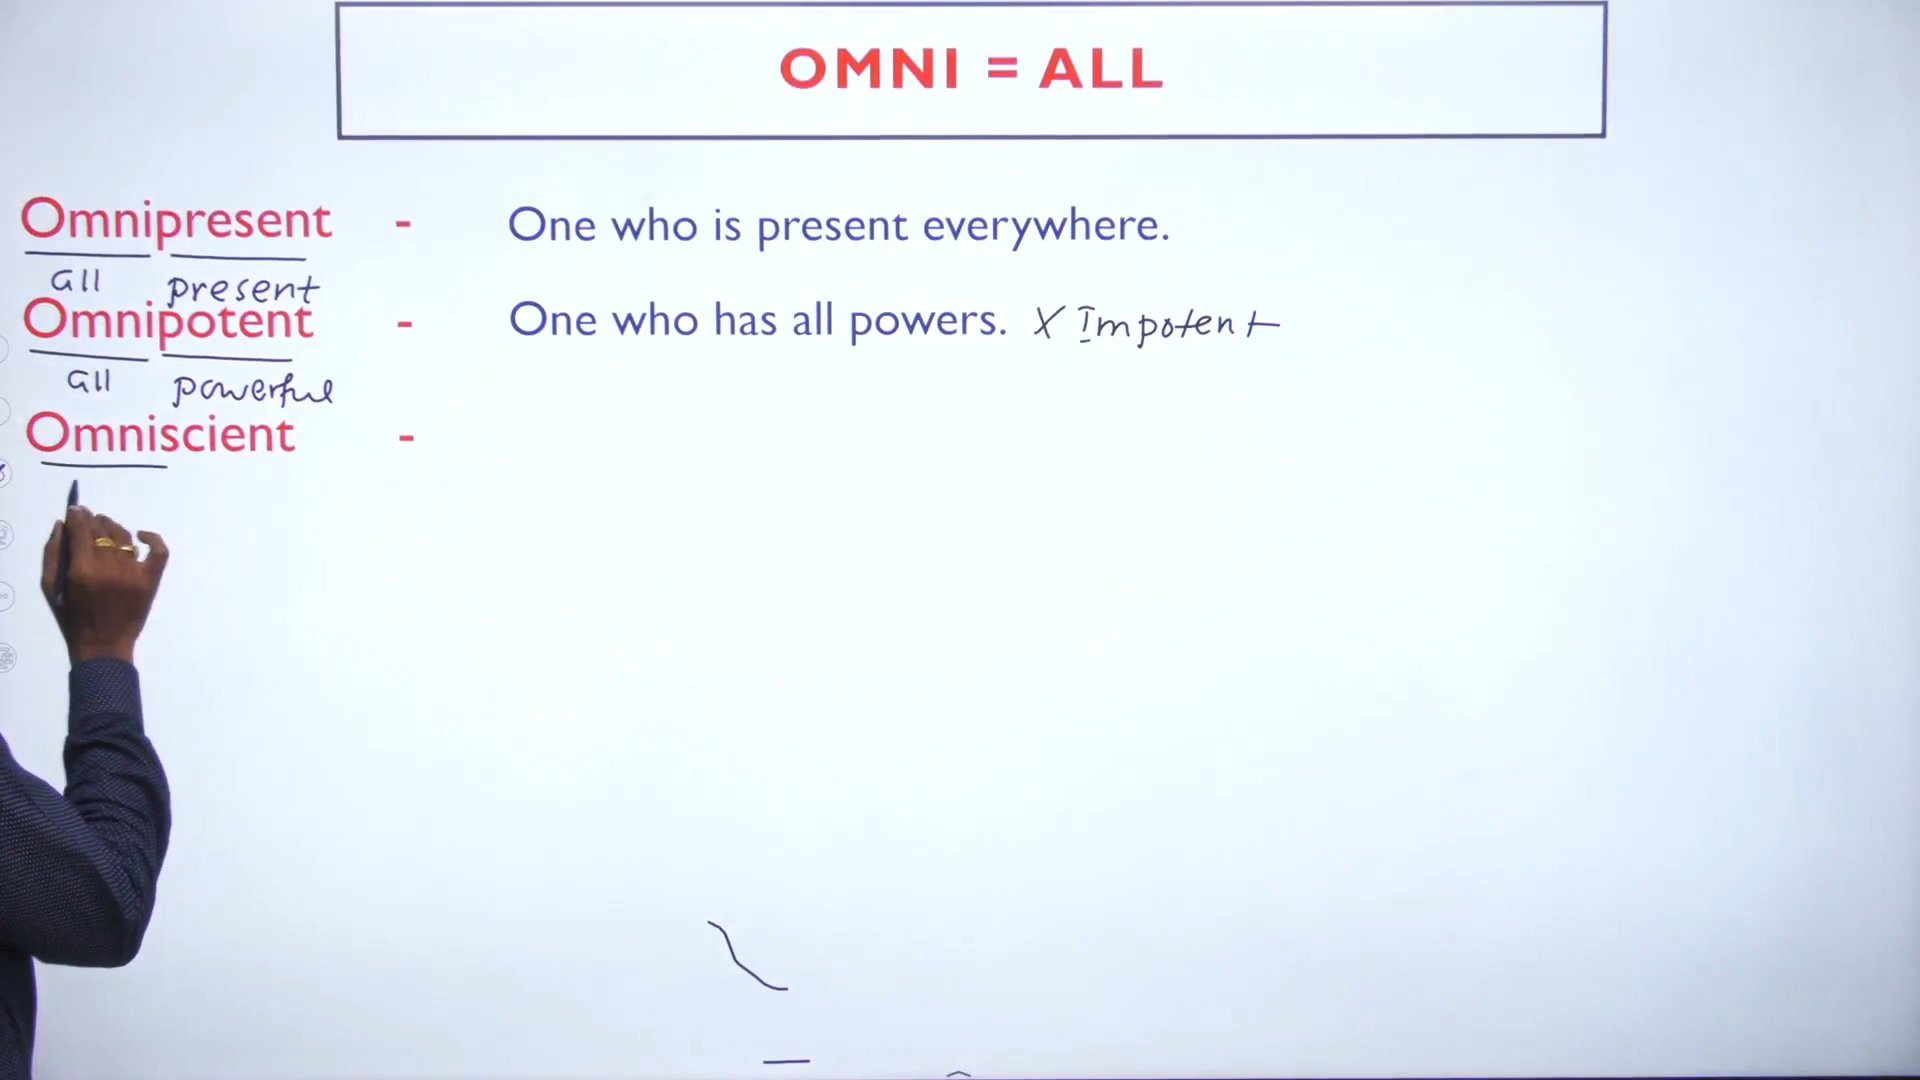 OMNI = ALL
Omnipresent - One who is present everywhere.
all present
Omnipotent - One who has all powers. X Impotent
all powerful
Omniscient -